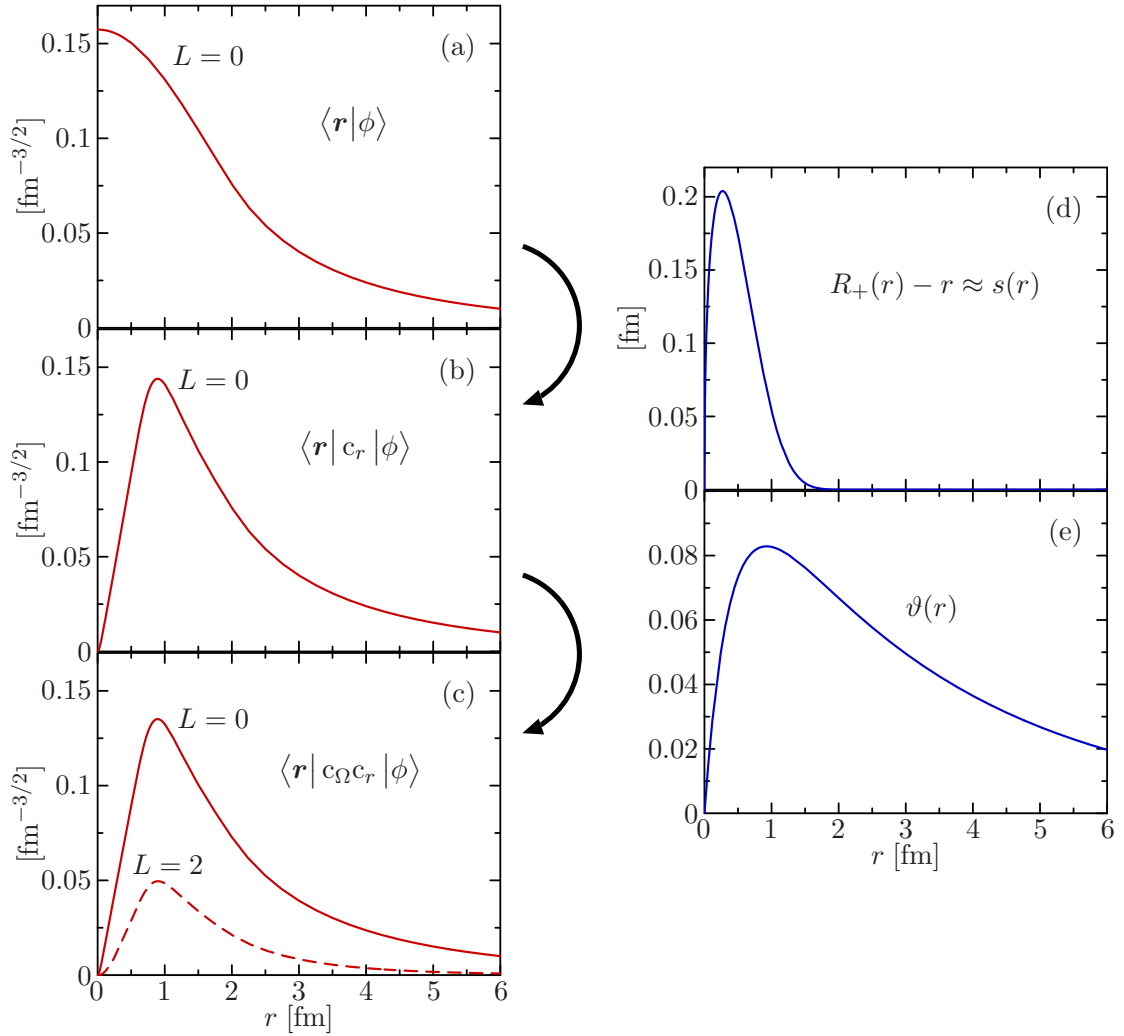 (a)
L = 0
⟨r|ϕ⟩
[fm⁻³/²]
0.15
0.1
0.05
0
(b)
L = 0
⟨r| c_r |ϕ⟩
[fm⁻³/²]
0.15
0.1
0.05
0
(c)
L = 0
⟨r| c_Ω c_r |ϕ⟩
L = 2
[fm⁻³/²]
0.15
0.1
0.05
0
0 1 2 3 4 5 6
r [fm]
(d)
R₊(r) − r ≈ s(r)
[fm]
0.2
0.15
0.1
0.05
0
(e)
ϑ(r)
0.08
0.06
0.04
0.02
0
0 1 2 3 4 5 6
r [fm]